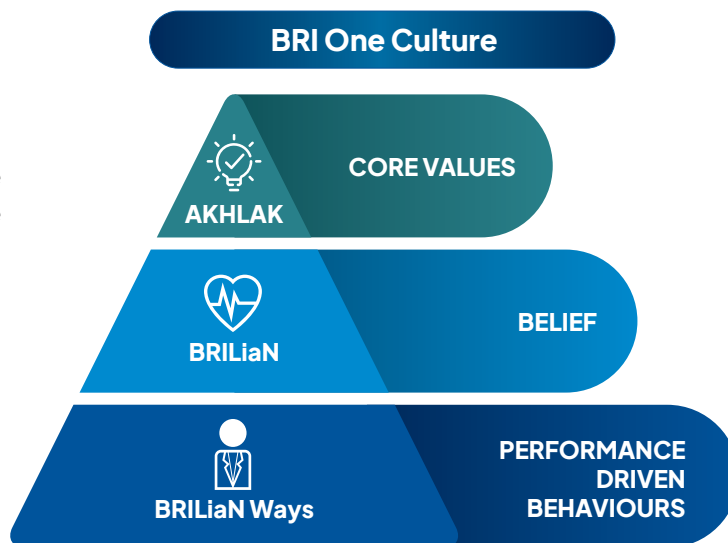 BRI One Culture
AKHLAK
CORE VALUES
BRILiaN
BELIEF
BRILiaN Ways
PERFORMANCE
DRIVEN
BEHAVIOURS